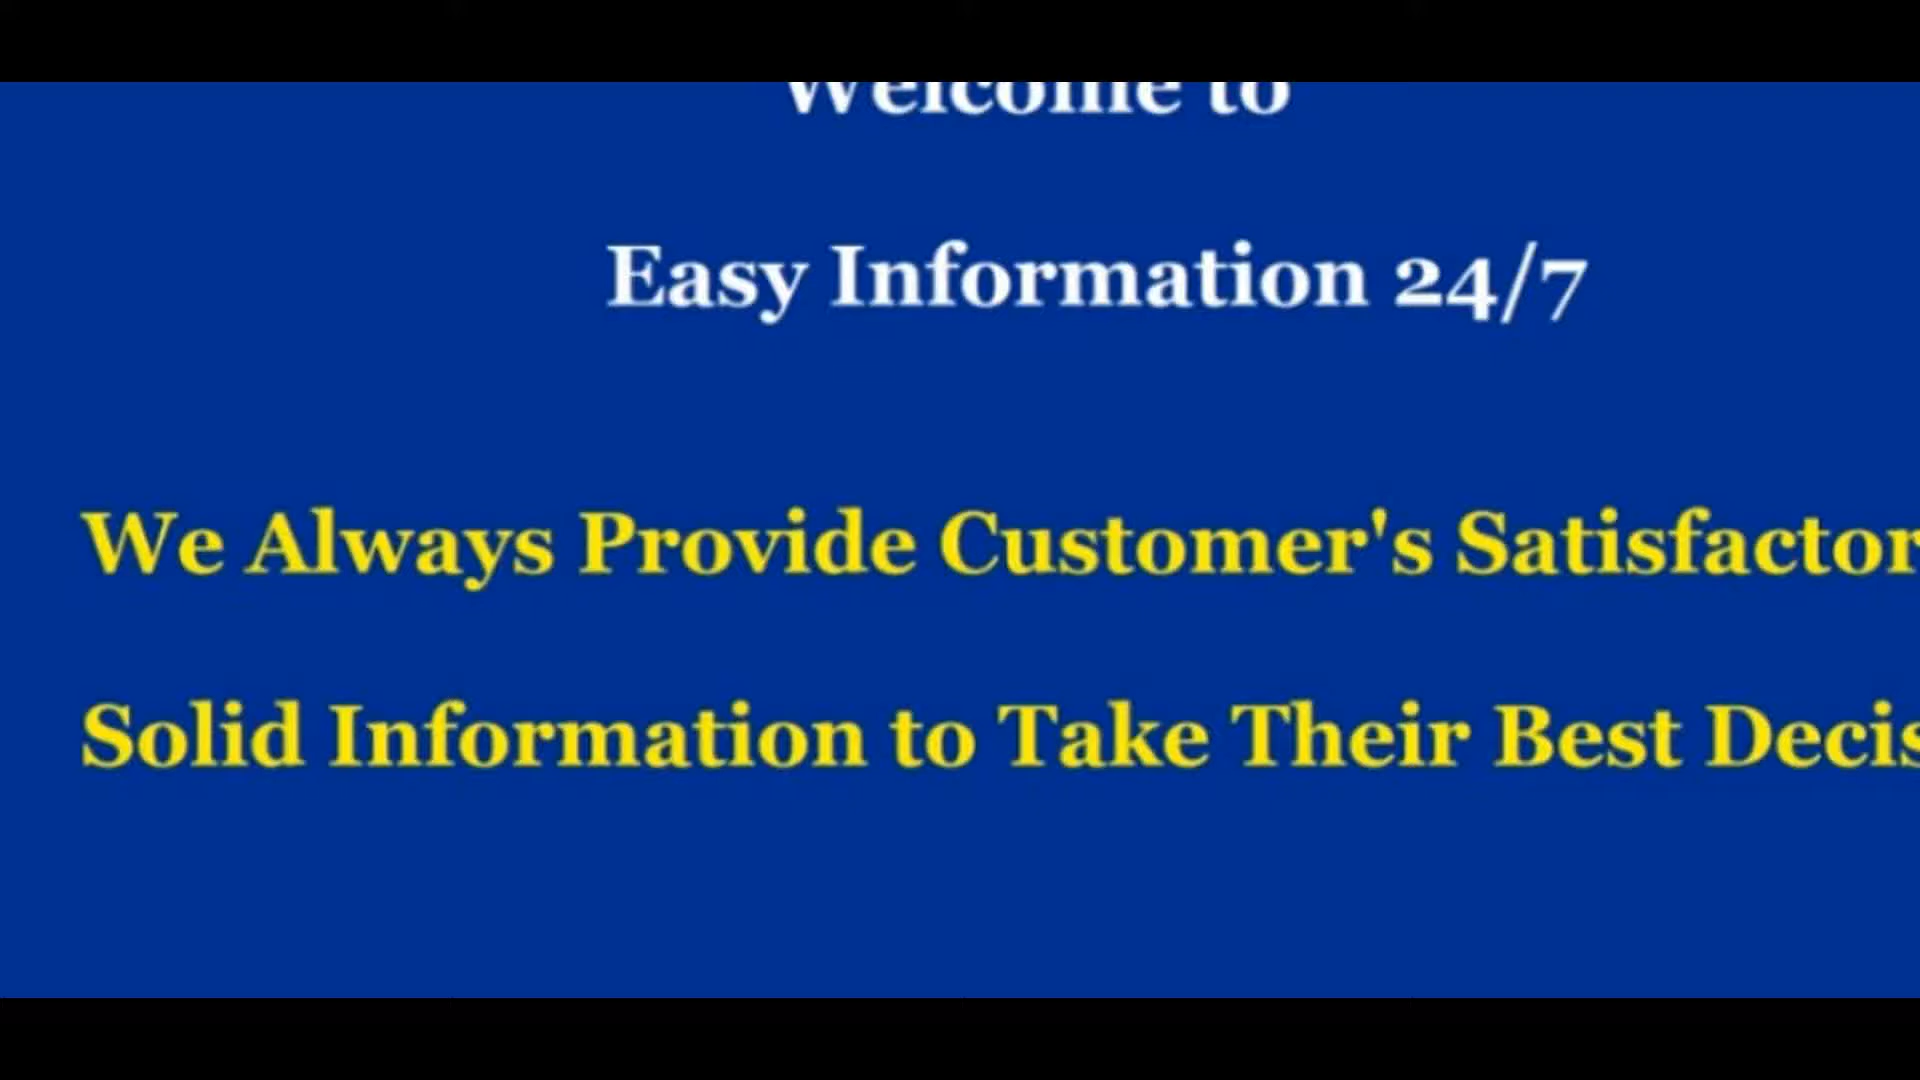 Welcome to
Easy Information 24/7
We Always Provide Customer's Satisfactor
Solid Information to Take Their Best Decis